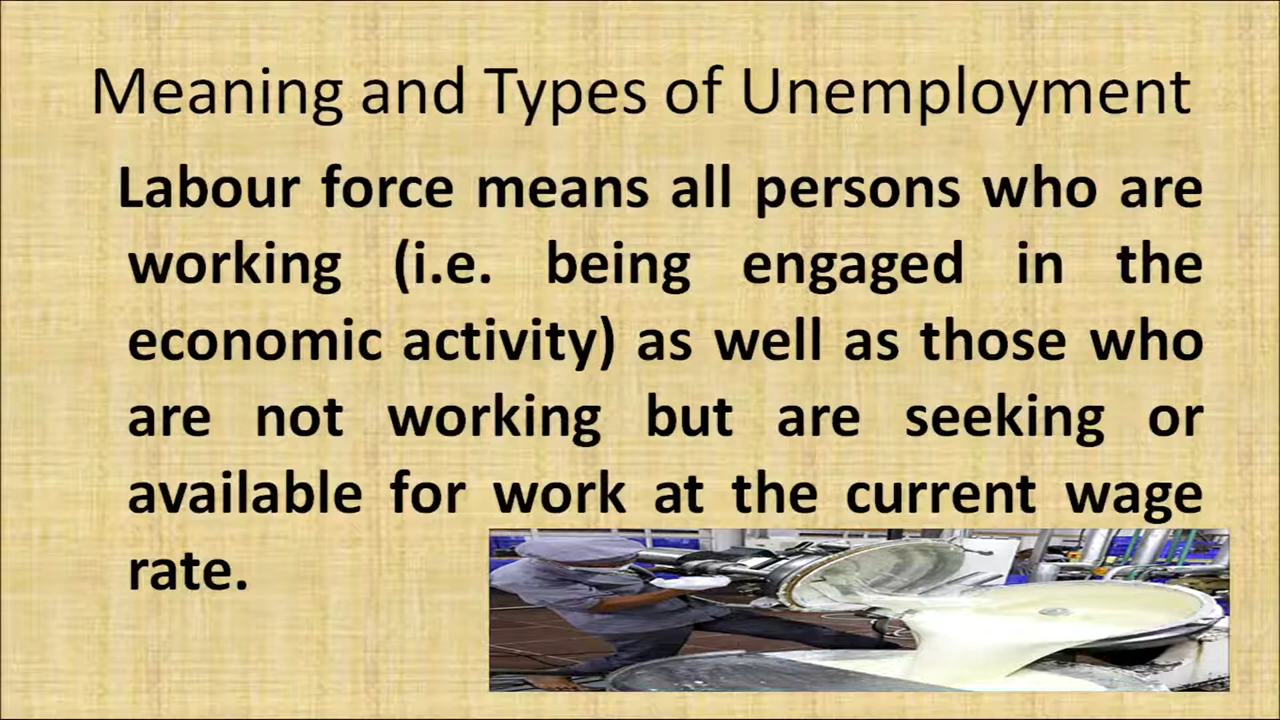 Meaning and Types of Unemployment
Labour force means all persons who are
working (i.e. being engaged in the
economic activity) as well as those who
are not working but are seeking or
available for work at the current wage
rate.